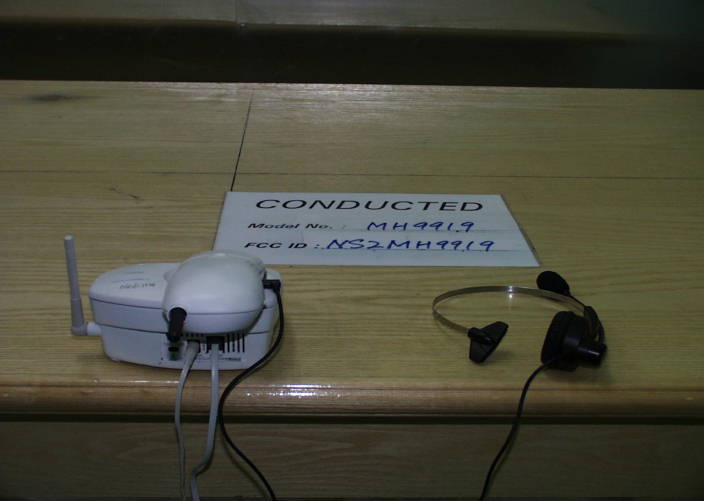 CONDUCTED
Model No. : MH9919
FCC ID : NS2MH9919